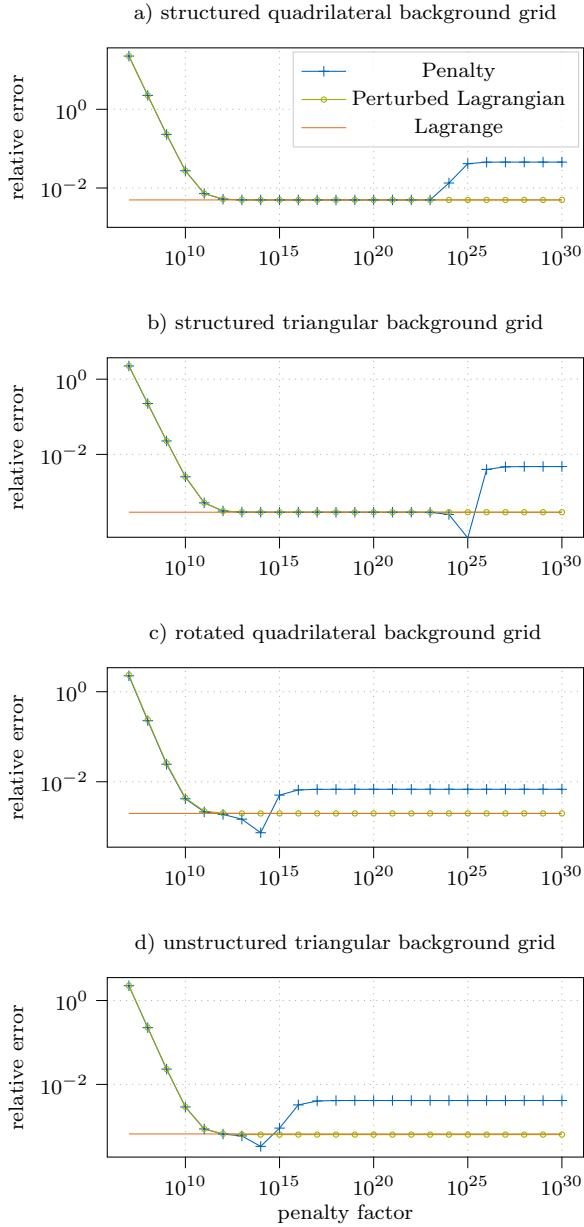 a) structured quadrilateral background grid
Penalty
Perturbed Lagrangian
Lagrange
relative error
10^0
10^−2
10^10 10^15 10^20 10^25 10^30
b) structured triangular background grid
relative error
10^0
10^−2
10^10 10^15 10^20 10^25 10^30
c) rotated quadrilateral background grid
relative error
10^0
10^−2
10^10 10^15 10^20 10^25 10^30
d) unstructured triangular background grid
relative error
10^0
10^−2
10^10 10^15 10^20 10^25 10^30
penalty factor